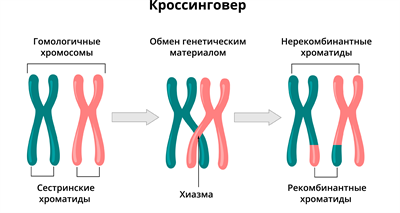 Кроссинговер
Гомологичные
хромосомы
Обмен генетическим
материалом
Нерекомбинантные
хроматиды
Сестринские
хроматиды
Хиазма
Рекомбинантные
хроматиды